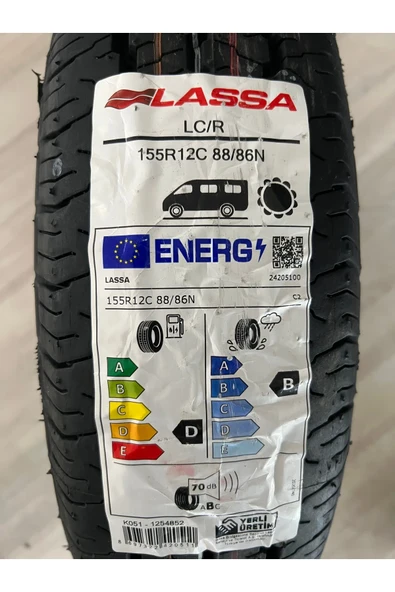 LASSA
LC/R
155R12C 88/86N
ENERG
LASSA
24205100
155R12C 88/86N
C2
A
B
C
D
E
D
A
B
C
D
E
B
70 dB
ABC
K051 - 1254852
YERLİ
ÜRETİM